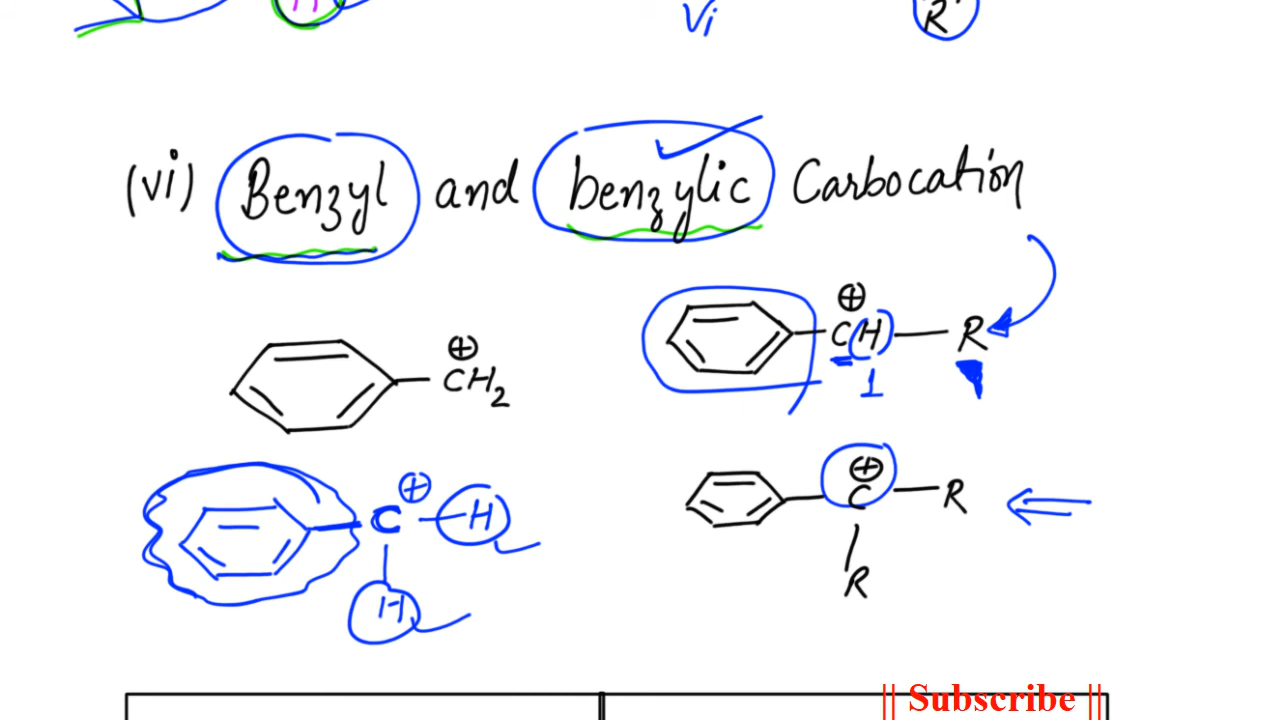 H
Vi
R
(vi) Benzyl and benzylic Carbocation
⊕
CH — R
1
⊕
CH2
⊕
C — H
H
⊕
C — R
R
|| Subscribe ||